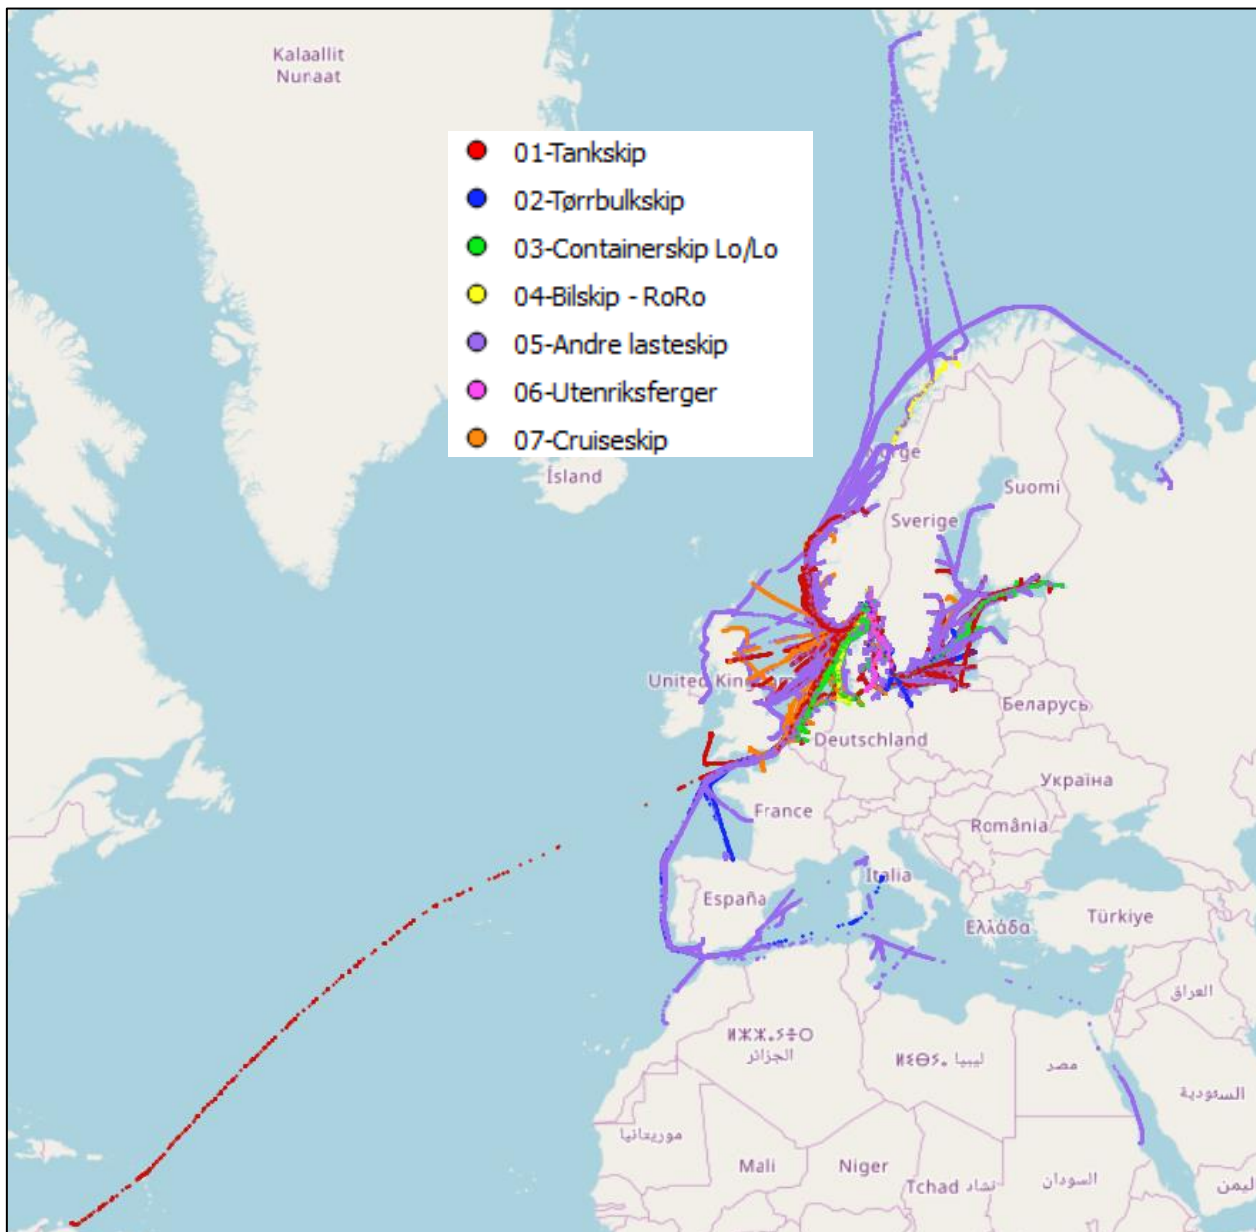 Kalaallit
Nunaat
01-Tankskip
02-Tørrbulkskip
03-Containerskip Lo/Lo
04-Bilskip - RoRo
05-Andre lasteskip
06-Utenriksferger
07-Cruiseskip
Ísland
Norge
Suomi
Sverige
United Kingdom
Беларусь
Deutschland
Україна
France
România
Italia
España
Ελλάδα
Türkiye
العراق
ⵍⵣⵣⴰⵢⴻⵔ
الجزائر
ليبيا
مصر
السعودية
موريتانيا
Mali
Niger
Tchad تشاد
السودان
اليمن